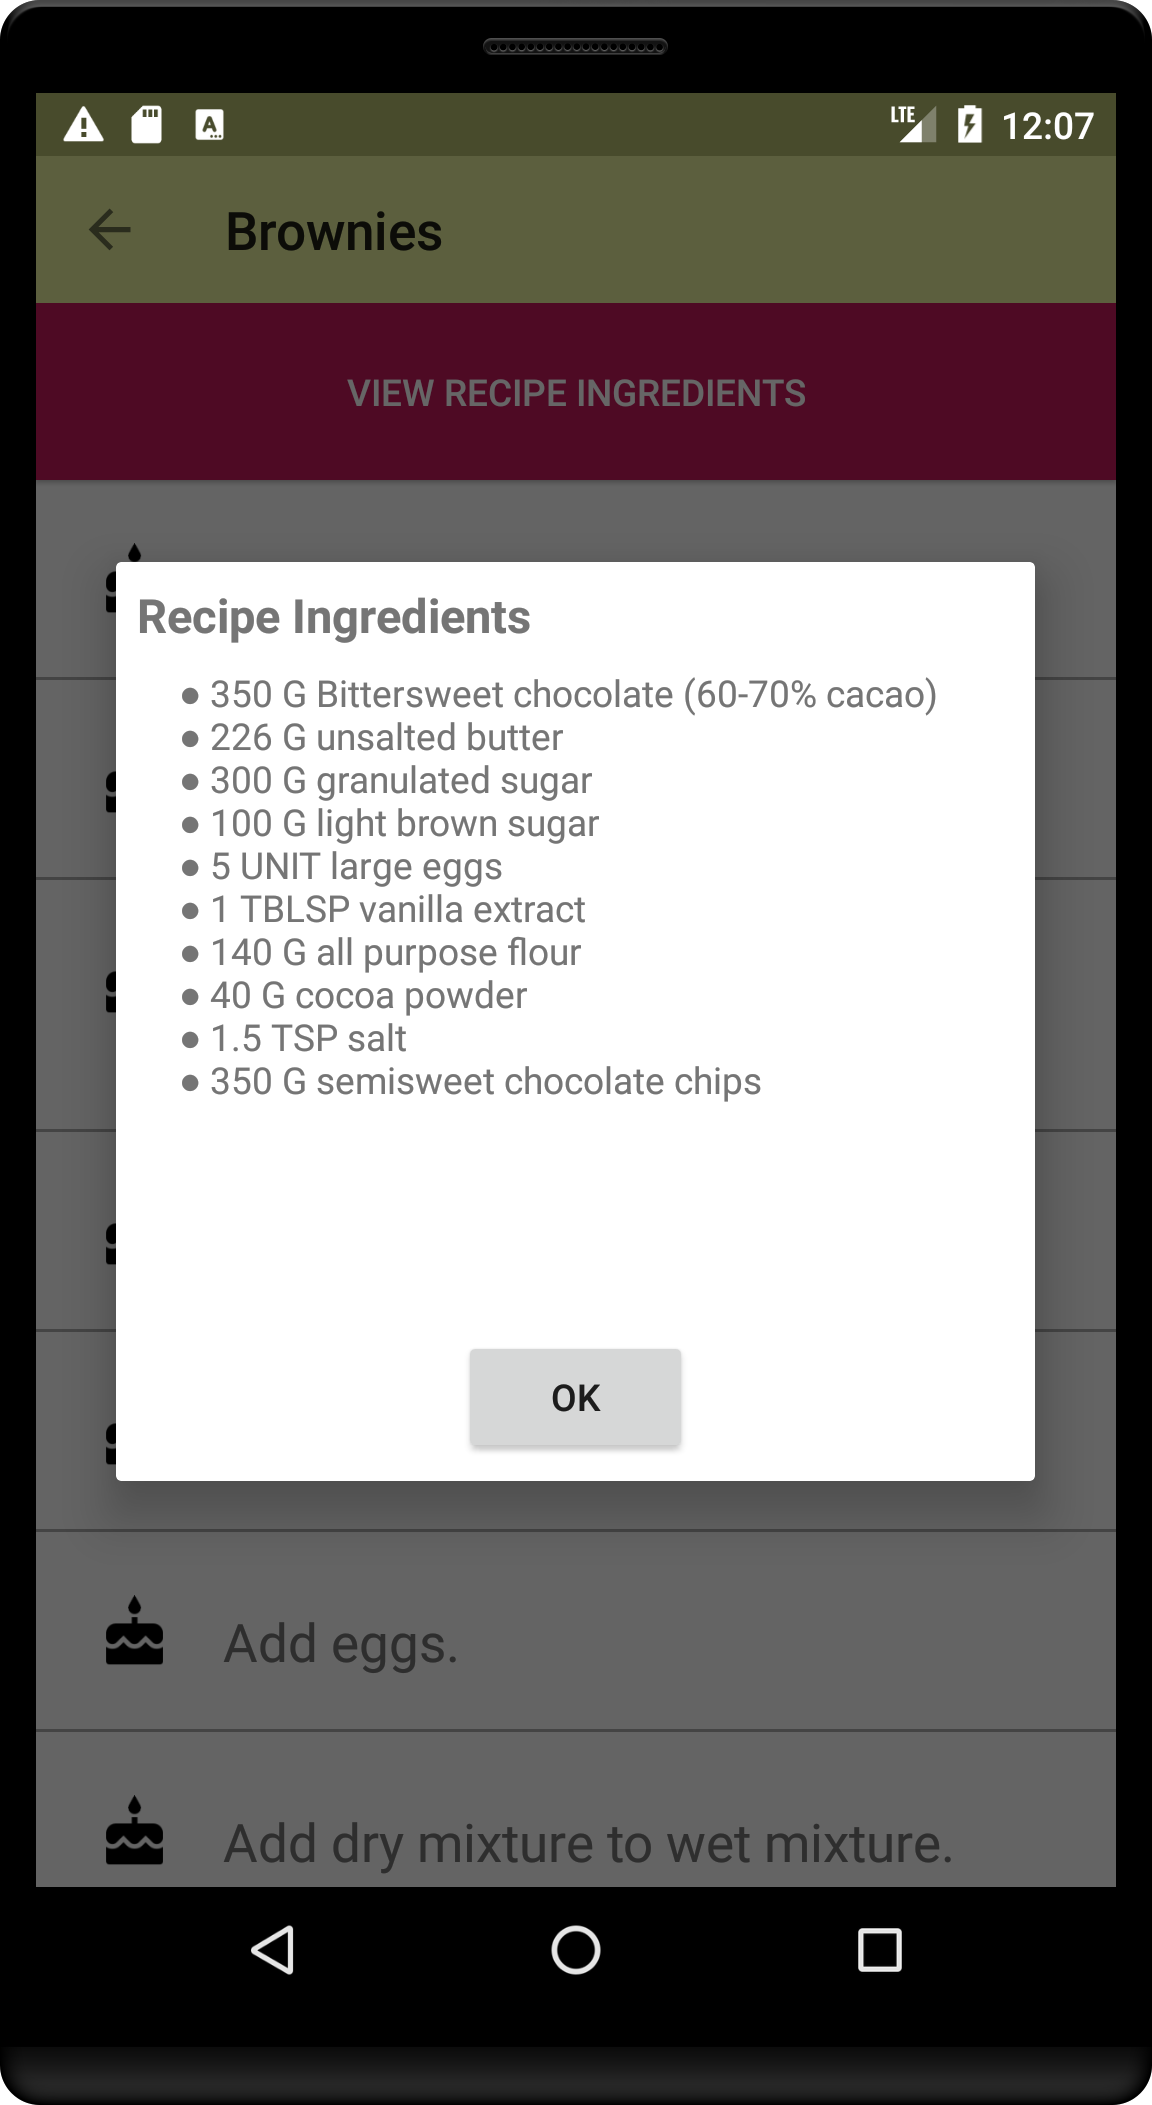 LTE 12:07
Brownies
VIEW RECIPE INGREDIENTS
Recipe Ingredients
● 350 G Bittersweet chocolate (60-70% cacao)
● 226 G unsalted butter
● 300 G granulated sugar
● 100 G light brown sugar
● 5 UNIT large eggs
● 1 TBLSP vanilla extract
● 140 G all purpose flour
● 40 G cocoa powder
● 1.5 TSP salt
● 350 G semisweet chocolate chips
OK
Add eggs.
Add dry mixture to wet mixture.